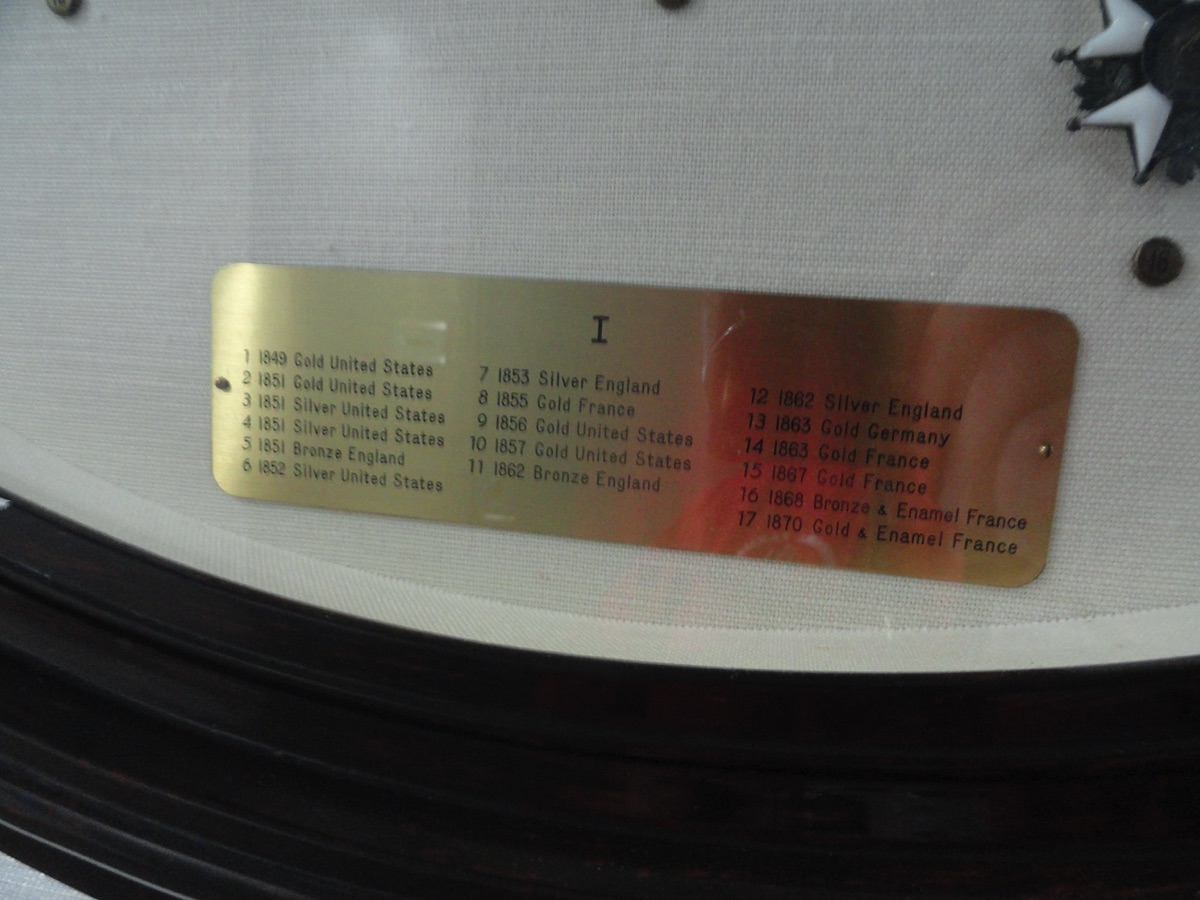 I
1 1849 Gold United States
2 1851 Gold United States
3 1851 Silver United States
4 1851 Silver United States
5 1851 Bronze England
6 1852 Silver United States
7 1853 Silver England
8 1855 Gold France
9 1856 Gold United States
10 1857 Gold United States
11 1862 Bronze England
12 1862 Silver England
13 1863 Gold Germany
14 1863 Gold France
15 1867 Gold France
16 1868 Bronze & Enamel France
17 1870 Gold & Enamel France
16